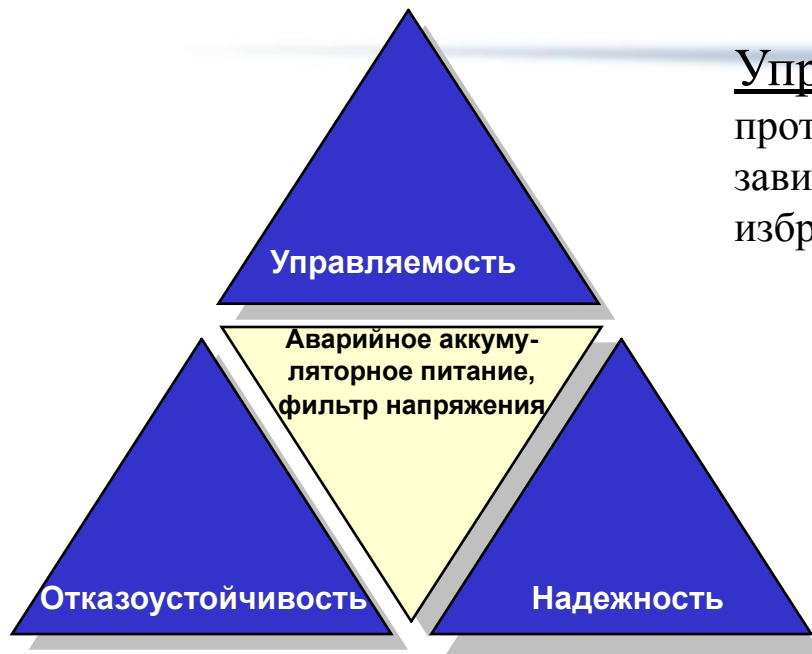 Управляемость
Аварийное аккуму-
ляторное питание,
фильтр напряжения
Отказоустойчивость
Надежность